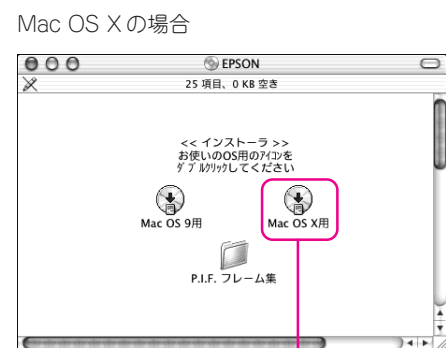 Mac OS Xの場合
EPSON
25 項目、0 KB 空き
<< インストーラ >>
お使いのOS用のｱｲｺﾝを
ﾀﾞﾌﾞﾙｸﾘｯｸしてください
Mac OS 9用
Mac OS X用
P.I.F. フレーム集